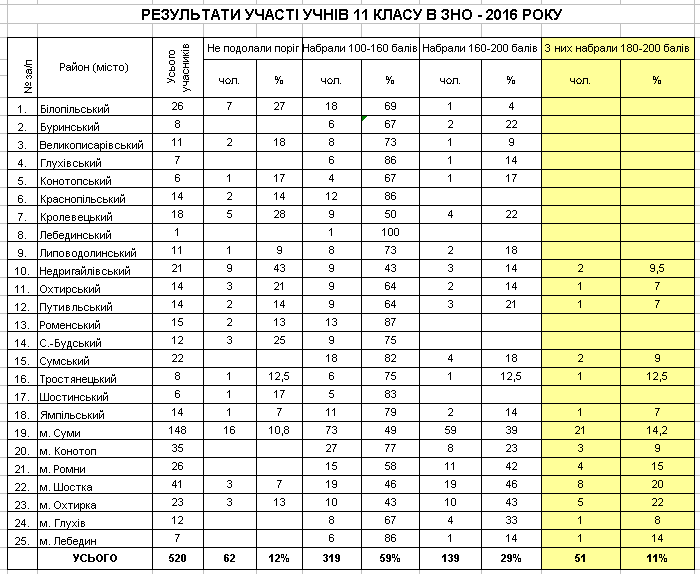 РЕЗУЛЬТАТИ УЧАСТІ УЧНІВ 11 КЛАСУ В ЗНО - 2016 РОКУ
№ за/п Район (місто) Усього учасників Не подолали поріг Набрали 100-160 балів Набрали 160-200 балів З них набрали 180-200 балів
чол. % чол. % чол. % чол. %
1. Білопільський 26 7 27 18 69 1 4
2. Буринський 8 6 67 2 22
3. Великописарівський 11 2 18 8 73 1 9
4. Глухівський 7 6 86 1 14
5. Конотопський 6 1 17 4 67 1 17
6. Краснопільський 14 2 14 12 86
7. Кролевецький 18 5 28 9 50 4 22
8. Лебединський 1 1 100
9. Липоводолинський 11 1 9 8 73 2 18
10. Недригайлівський 21 9 43 9 43 3 14 2 9,5
11. Охтирський 14 3 21 9 64 2 14 1 7
12. Путивльський 14 2 14 9 64 3 21 1 7
13. Роменський 15 2 13 13 87
14. С.-Будський 12 3 25 9 75
15. Сумський 22 18 82 4 18 2 9
16. Тростянецький 8 1 12,5 6 75 1 12,5 1 12,5
17. Шостинський 6 1 17 5 83
18. Ямпільський 14 1 7 11 79 2 14 1 7
19. м. Суми 148 16 10,8 73 49 59 39 21 14,2
20. м. Конотоп 35 27 77 8 23 3 9
21. м. Ромни 26 15 58 11 42 4 15
22. м. Шостка 41 3 7 19 46 19 46 8 20
23. м. Охтирка 23 3 13 10 43 10 43 5 22
24. м. Глухів 12 8 67 4 33 1 8
25. м. Лебедин 7 6 86 1 14 1 14
УСЬОГО 520 62 12% 319 59% 139 29% 51 11%